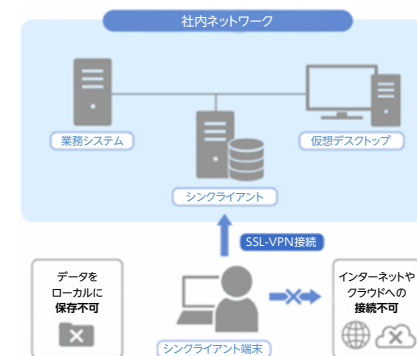 社内ネットワーク
業務システム
仮想デスクトップ
シンクライアント
SSL-VPN接続
データを
ローカルに
保存不可
インターネットや
クラウドへの
接続不可
シンクライアント端末